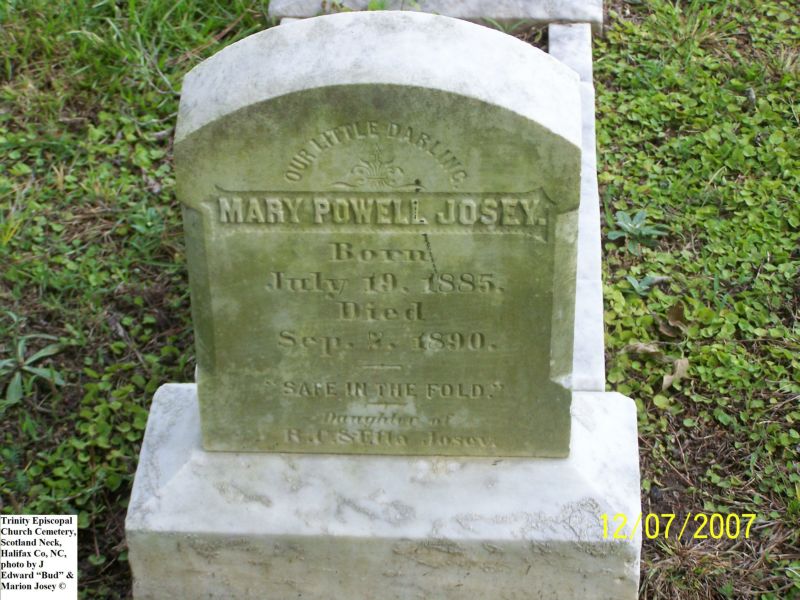 OUR LITTLE DARLING.
MARY POWELL JOSEY.
Born
July 19. 1885.
Died
Sep. 2. 1890.
"SAFE IN THE FOLD."
Daughter of
R.J. & Ella Josey.
12/07/2007
Trinity Episcopal
Church Cemetery,
Scotland Neck,
Halifax Co, NC,
photo by J
Edward “Bud” &
Marion Josey ©